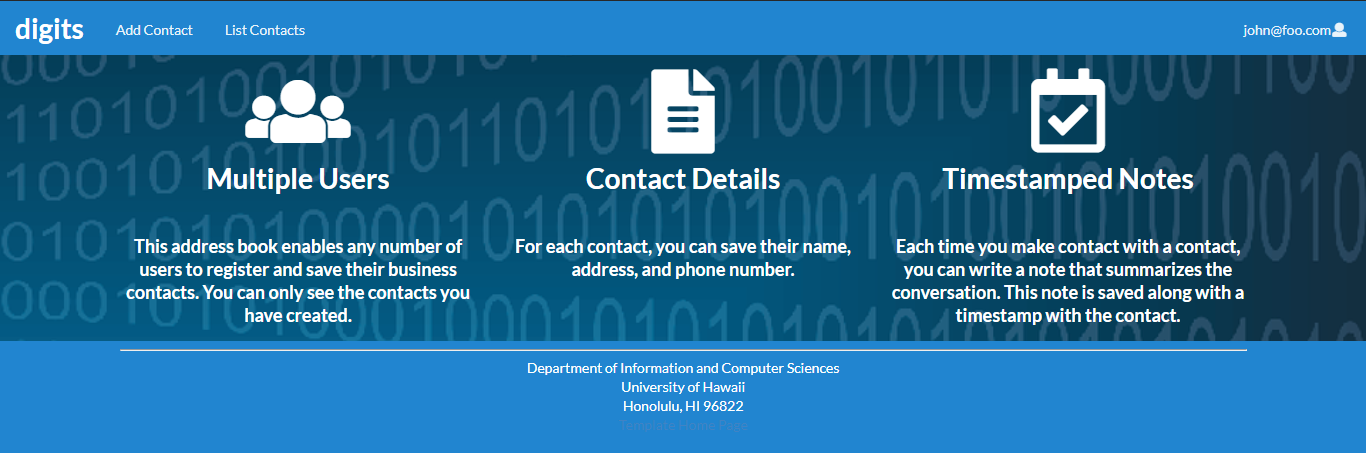 digits
Add Contact
List Contacts
john@foo.com
Multiple Users
This address book enables any number of
users to register and save their business
contacts. You can only see the contacts you
have created.
Contact Details
For each contact, you can save their name,
address, and phone number.
Timestamped Notes
Each time you make contact with a contact,
you can write a note that summarizes the
conversation. This note is saved along with a
timestamp with the contact.
Department of Information and Computer Sciences
University of Hawaii
Honolulu, HI 96822
Template Home Page